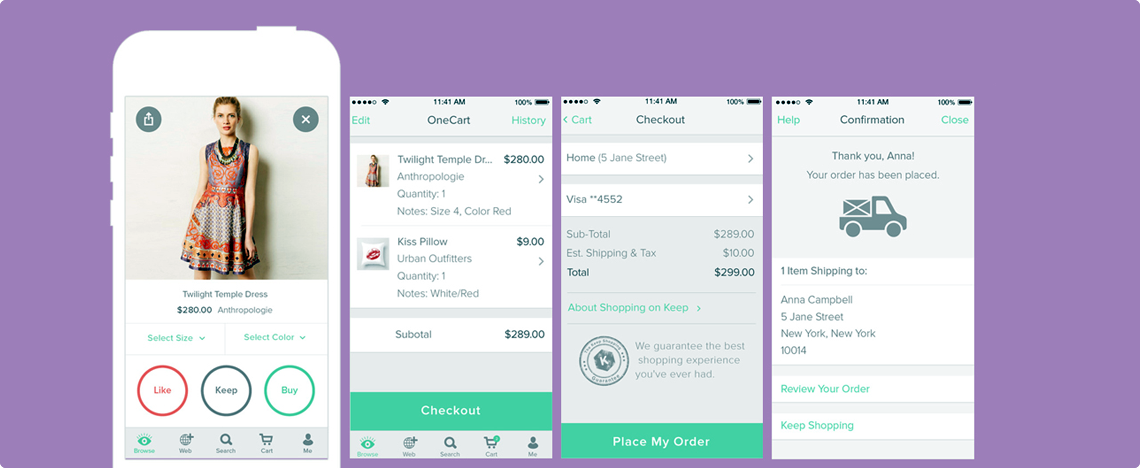 Twilight Temple Dress
$280.00 Anthropologie
Select Size
Select Color
Like
Keep
Buy
Browse
Web
Search
Cart
Me
11:41 AM
100%
Edit
OneCart
History
Twilight Temple Dr... $280.00
Anthropologie
Quantity: 1
Notes: Size 4, Color Red
Kiss Pillow $9.00
Urban Outfitters
Quantity: 1
Notes: White/Red
Subotal $289.00
Checkout
Browse
Web
Search
Cart
Me
11:41 AM
100%
Cart
Checkout
Home (5 Jane Street)
Visa **4552
Sub-Total $289.00
Est. Shipping & Tax $10.00
Total $299.00
About Shopping on Keep
The Keep Shopping
K
Guarantee
We guarantee the best
shopping experience
you've ever had.
Place My Order
11:41 AM
100%
Help
Confirmation
Close
Thank you, Anna!
Your order has been placed.
1 Item Shipping to:
Anna Campbell
5 Jane Street
New York, New York
10014
Review Your Order
Keep Shopping